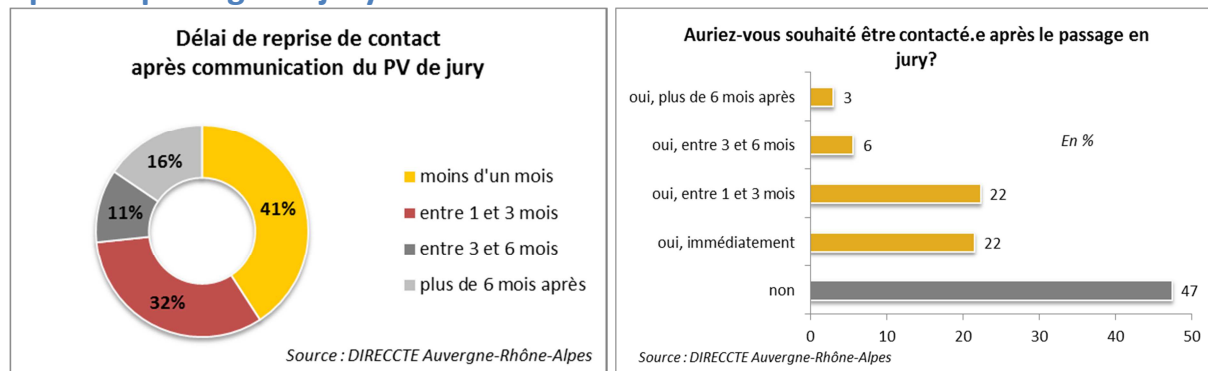 Délai de reprise de contact
après communication du PV de jury
16%
11%
41%
32%
moins d'un mois
entre 1 et 3 mois
entre 3 et 6 mois
plus de 6 mois après
Source : DIRECCTE Auvergne-Rhône-Alpes
Auriez-vous souhaité être contacté.e après le passage en
jury?
oui, plus de 6 mois après 3
oui, entre 3 et 6 mois 6
En %
oui, entre 1 et 3 mois 22
oui, immédiatement 22
non 47
0 10 20 30 40 50
Source : DIRECCTE Auvergne-Rhône-Alpes